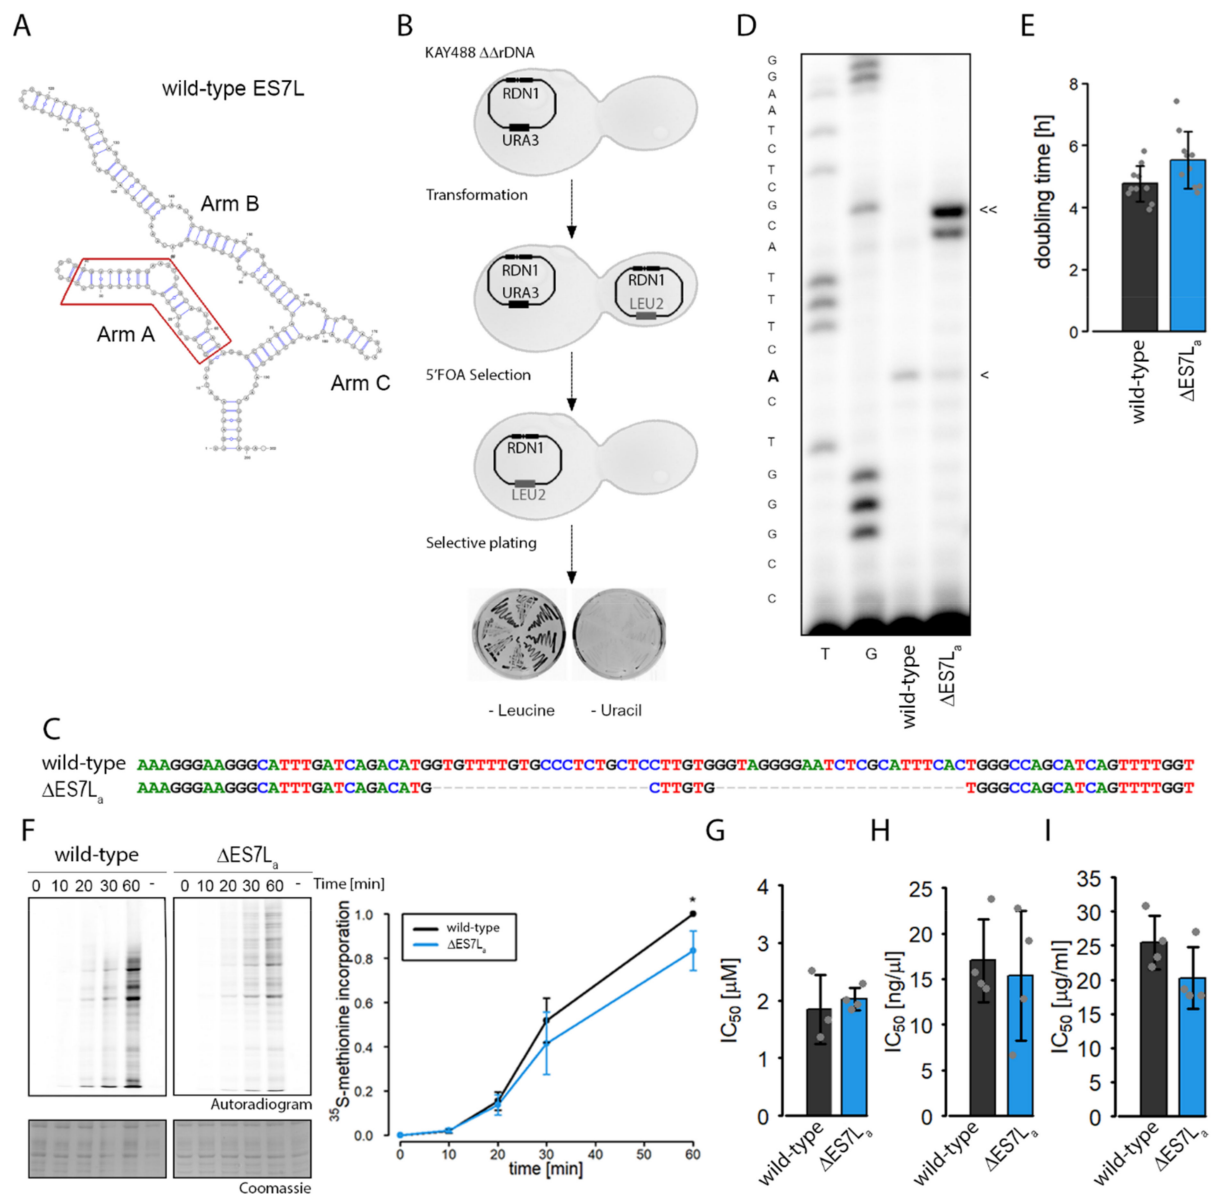 A
wild-type ES7L
Arm B
Arm A
Arm C
B
KAY488 ΔΔrDNA
RDN1
URA3
Transformation
RDN1
URA3
RDN1
LEU2
5'FOA Selection
RDN1
LEU2
Selective plating
- Leucine
- Uracil
D
G
G
A
A
T
C
T
C
G
C
A
T
T
T
C
A
C
T
G
G
G
C
C
<<
<
T
G
wild-type
ΔES7La
E
doubling time [h]
8
6
4
2
0
wild-type
ΔES7La
C
wild-type AAAGGGAAGGGCATTTGATCAGACATGGTGTTTTGTGCCCTCTGCTCCTTGTGGGTAGGGGAATCTCGCATTTCACTGGGCCAGCATCAGTTTTGGT
ΔES7La AAAGGGAAGGGCATTTGATCAGACATG--------------------CTTGTG-----------------------TGGGCCAGCATCAGTTTTGGT
F
wild-type
ΔES7La
0 10 20 30 60 -
0 10 20 30 60 -
Time [min]
Autoradiogram
Coomassie
35S-methionine incorporation
1.0
0.8
0.6
0.4
0.2
0.0
wild-type
ΔES7La
*
0 10 20 30 40 50 60
time [min]
G
IC50 [μM]
4
3
2
1
0
wild-type
ΔES7La
H
IC50 [ng/μl]
25
20
15
10
5
0
wild-type
ΔES7La
I
IC50 [μg/ml]
35
30
25
20
15
10
5
0
wild-type
ΔES7La